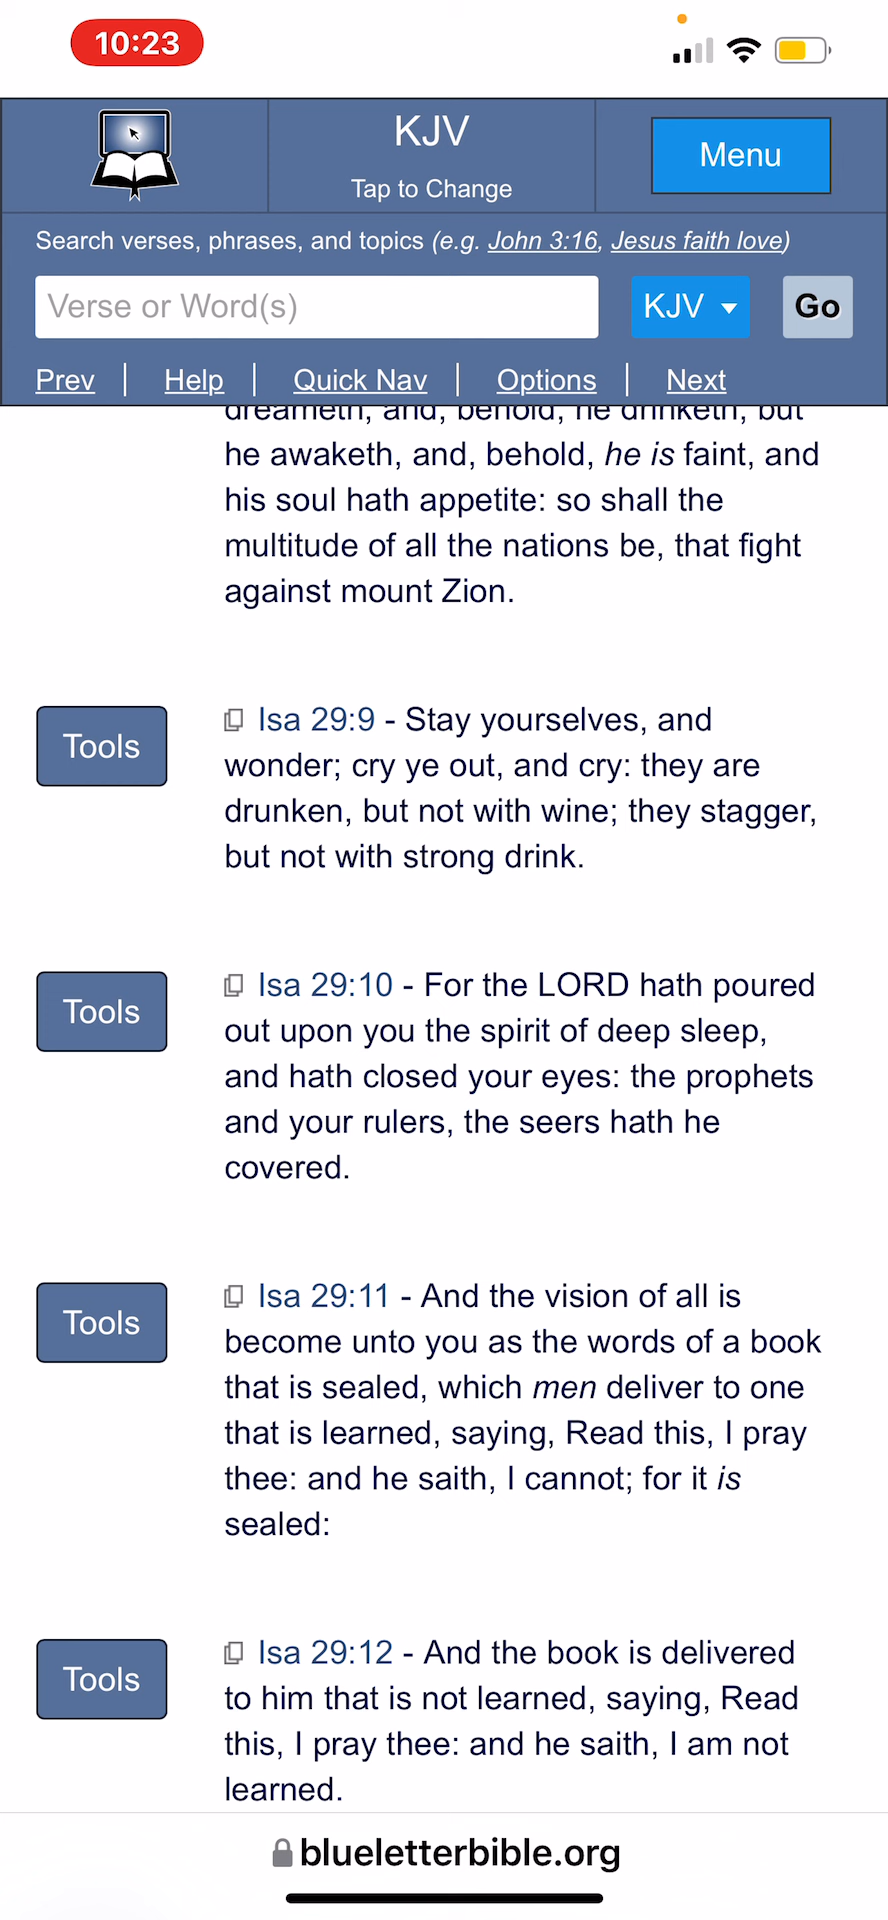 10:23
KJV
Tap to Change
Menu
Search verses, phrases, and topics (e.g. John 3:16, Jesus faith love)
Verse or Word(s)
KJV
Go
Prev | Help | Quick Nav | Options | Next
dreameth, and, behold, he drinketh; but
he awaketh, and, behold, he is faint, and
his soul hath appetite: so shall the
multitude of all the nations be, that fight
against mount Zion.
Tools
Isa 29:9 - Stay yourselves, and
wonder; cry ye out, and cry: they are
drunken, but not with wine; they stagger,
but not with strong drink.
Tools
Isa 29:10 - For the LORD hath poured
out upon you the spirit of deep sleep,
and hath closed your eyes: the prophets
and your rulers, the seers hath he
covered.
Tools
Isa 29:11 - And the vision of all is
become unto you as the words of a book
that is sealed, which men deliver to one
that is learned, saying, Read this, I pray
thee: and he saith, I cannot; for it is
sealed:
Tools
Isa 29:12 - And the book is delivered
to him that is not learned, saying, Read
this, I pray thee: and he saith, I am not
learned.
blueletterbible.org